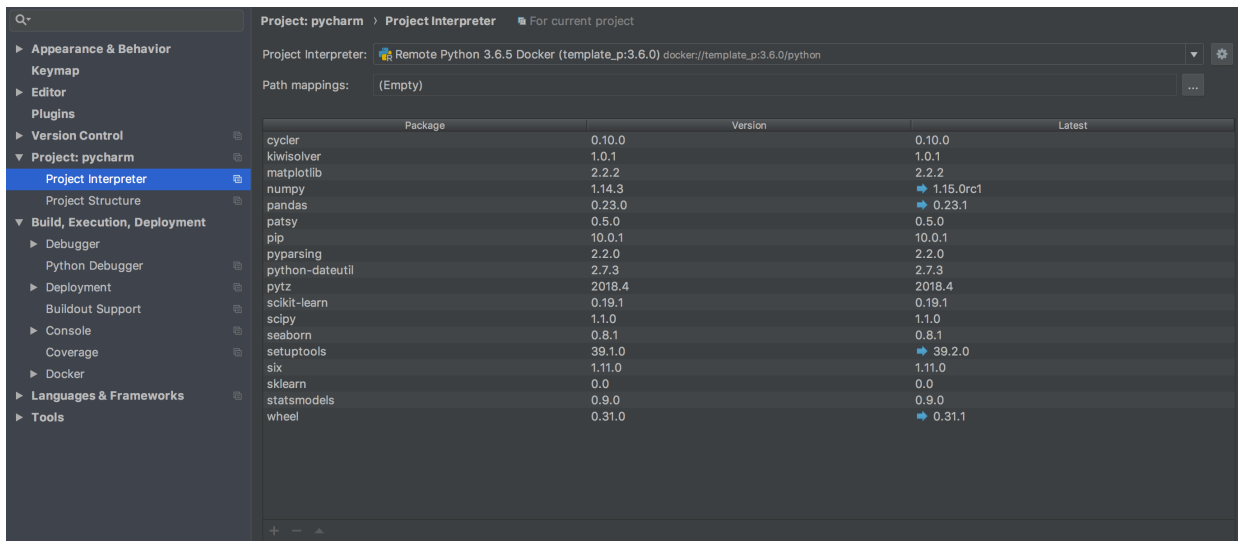 Appearance & Behavior
Keymap
Editor
Plugins
Version Control
Project: pycharm
Project Interpreter
Project Structure
Build, Execution, Deployment
Debugger
Python Debugger
Deployment
Buildout Support
Console
Coverage
Docker
Languages & Frameworks
Tools
Project: pycharm › Project Interpreter For current project
Project Interpreter: Remote Python 3.6.5 Docker (template_p:3.6.0) docker://template_p:3.6.0/python
Path mappings: (Empty) ...
Package Version Latest
cycler 0.10.0 0.10.0
kiwisolver 1.0.1 1.0.1
matplotlib 2.2.2 2.2.2
numpy 1.14.3 1.15.0rc1
pandas 0.23.0 0.23.1
patsy 0.5.0 0.5.0
pip 10.0.1 10.0.1
pyparsing 2.2.0 2.2.0
python-dateutil 2.7.3 2.7.3
pytz 2018.4 2018.4
scikit-learn 0.19.1 0.19.1
scipy 1.1.0 1.1.0
seaborn 0.8.1 0.8.1
setuptools 39.1.0 39.2.0
six 1.11.0 1.11.0
sklearn 0.0 0.0
statsmodels 0.9.0 0.9.0
wheel 0.31.0 0.31.1